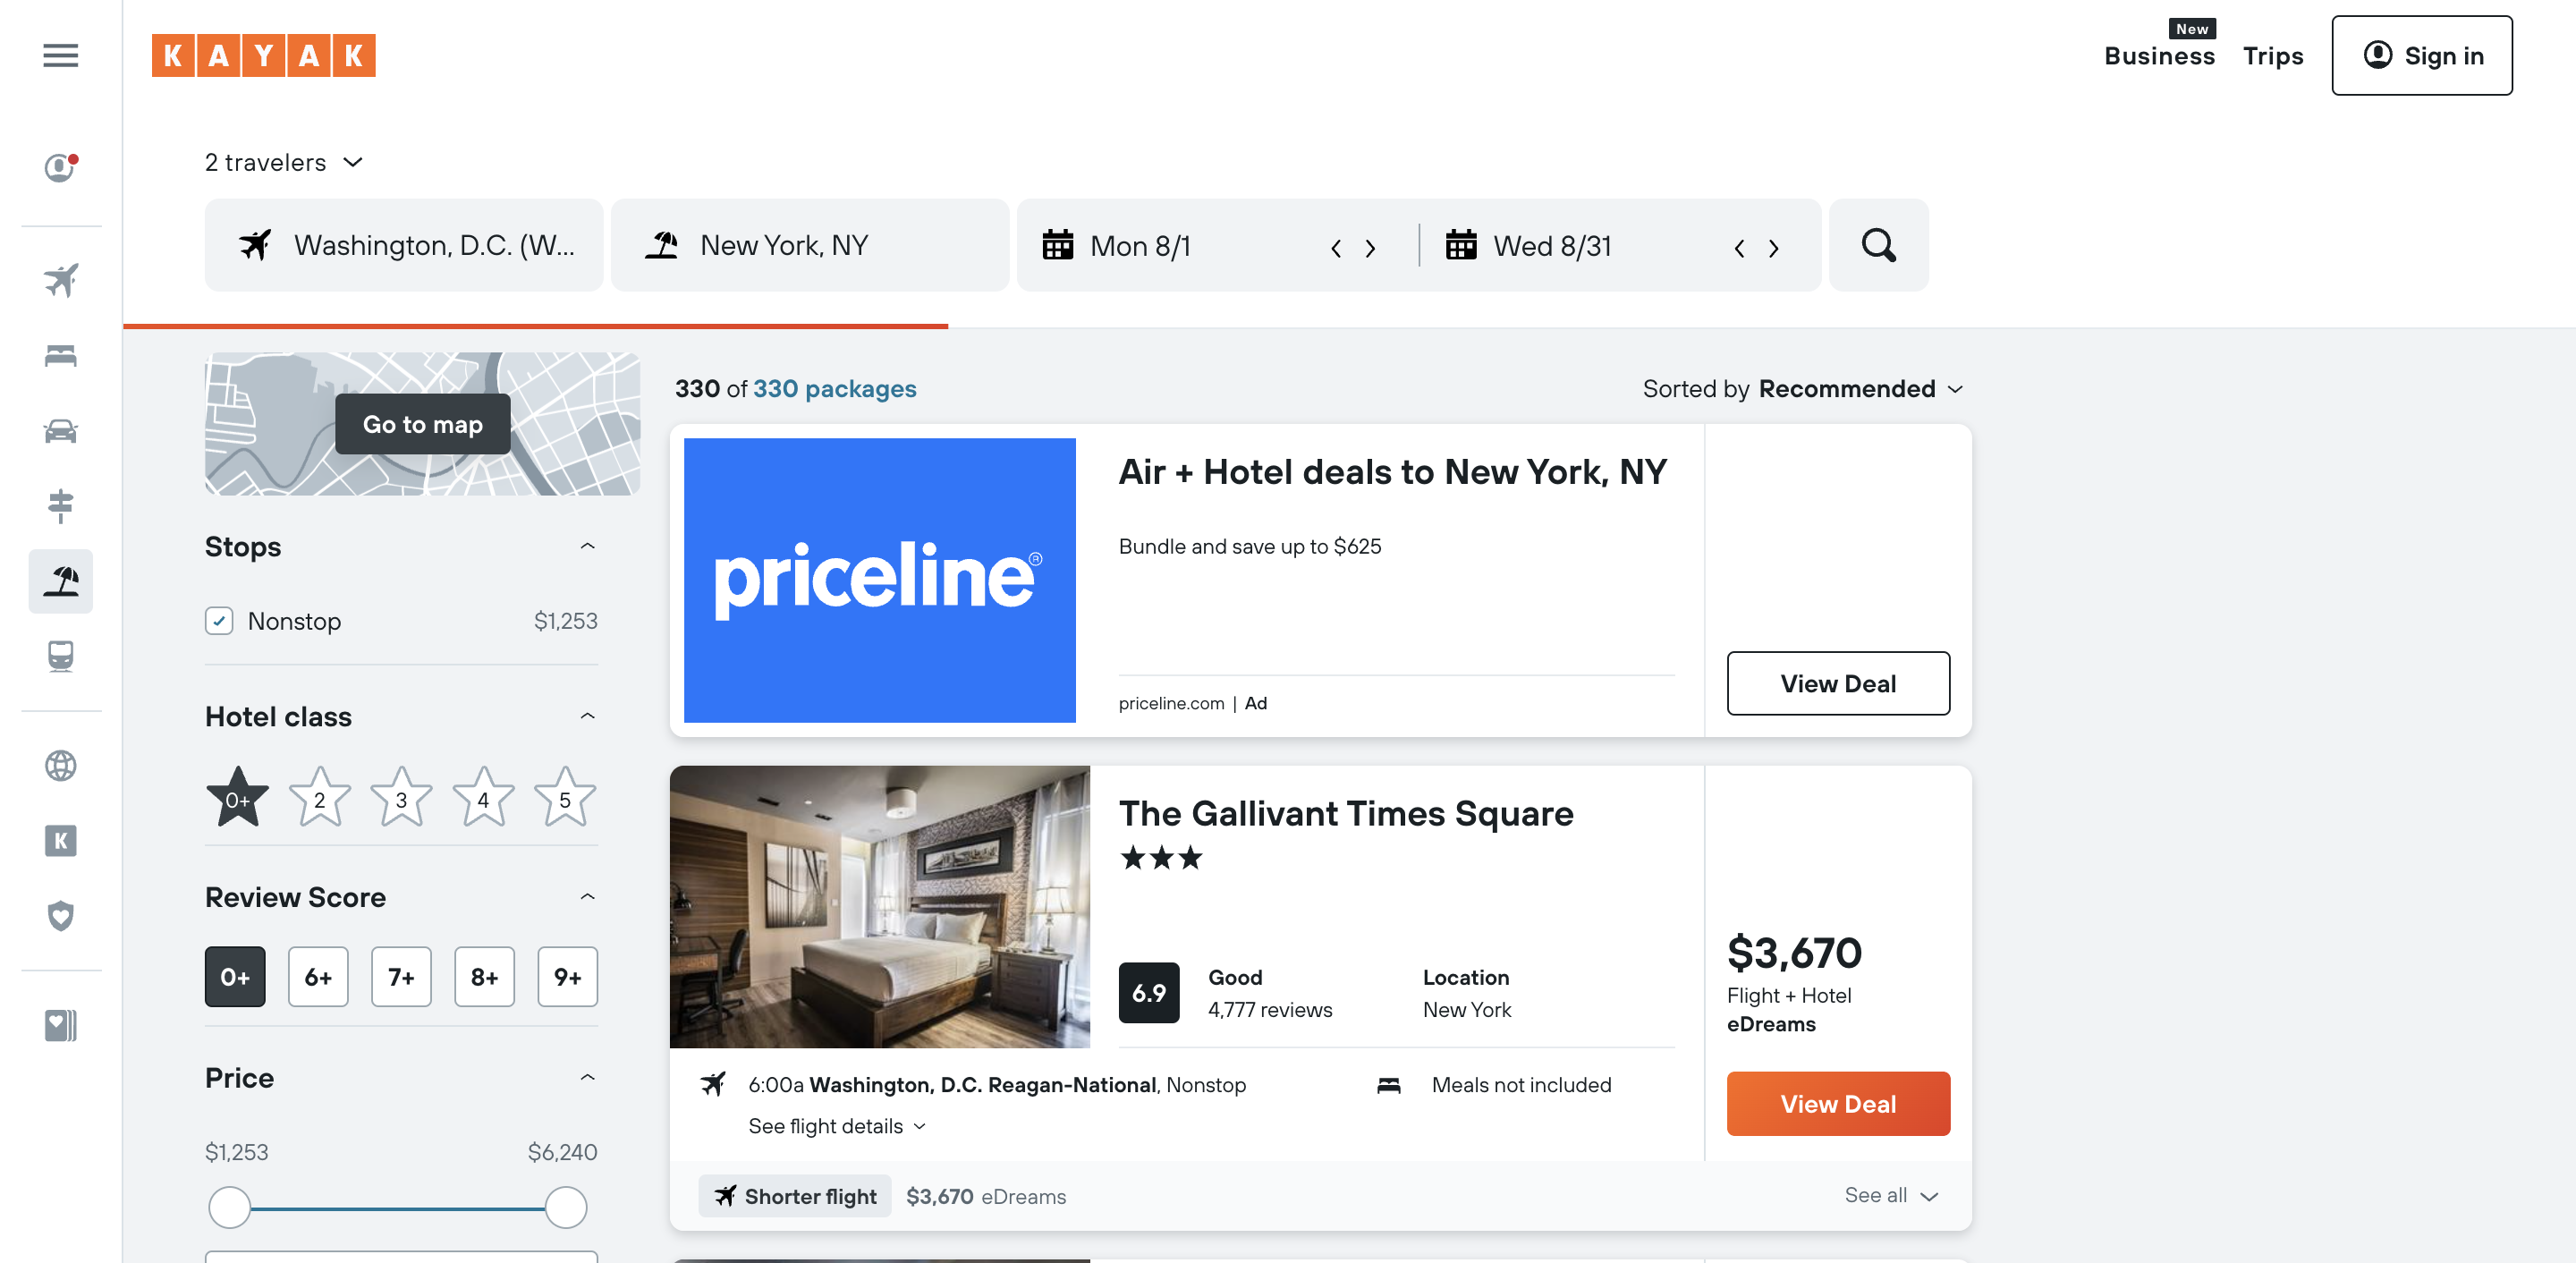 KAYAK
New
Business
Trips
Sign in
2 travelers
Washington, D.C. (W...
New York, NY
Mon 8/1
Wed 8/31
Go to map
330 of 330 packages
Sorted by Recommended
Stops
Nonstop $1,253
Hotel class
0+ 2 3 4 5
Review Score
0+ 6+ 7+ 8+ 9+
Price
$1,253 $6,240
priceline®
Air + Hotel deals to New York, NY
Bundle and save up to $625
priceline.com | Ad
View Deal
The Gallivant Times Square
6.9
Good
4,777 reviews
Location
New York
$3,670
Flight + Hotel
eDreams
View Deal
6:00a Washington, D.C. Reagan-National, Nonstop
See flight details
Meals not included
Shorter flight $3,670 eDreams
See all
K